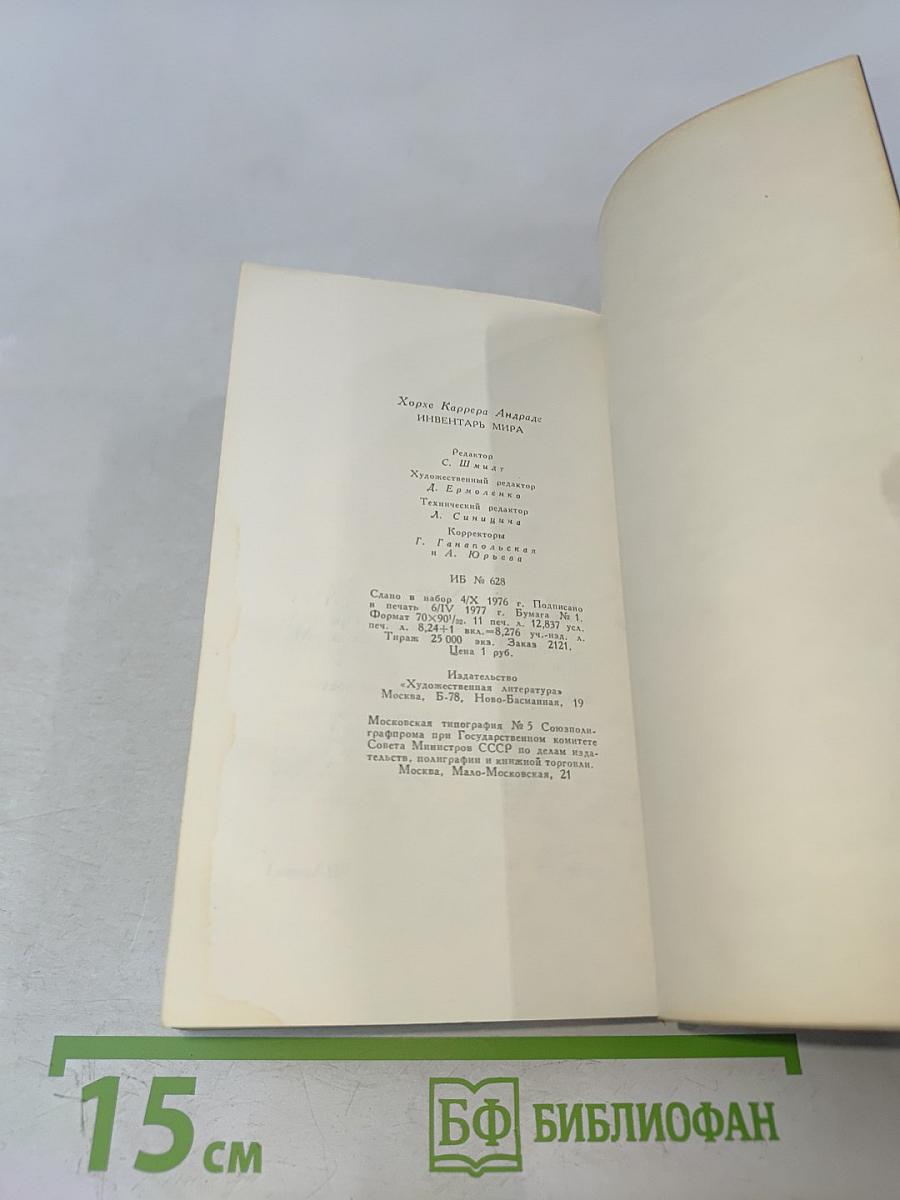 Хорхе Каррера Андраде
ИНВЕНТАРЬ МИРА
Редактор
С. Шмидт
Художественный редактор
Д. Ермоленко
Технический редактор
Л. Синицина
Корректоры
Г. Ганапольская
и А. Юрьева
ИБ № 628
Сдано в набор 4/X 1976 г. Подписано
в печать 6/IV 1977 г. Бумага № 1.
Формат 70×90¹/₃₂. 11 печ. л. 12,837 усл.
печ. л. 8,24+1 вкл.=8,276 уч.-изд. л.
Тираж 25 000 экз. Заказ 2121.
Цена 1 руб.
Издательство
«Художественная литература»
Москва, Б-78, Ново-Басманная, 19
Московская типография № 5 Союзполи-
графпрома при Государственном комитете
Совета Министров СССР по делам изда-
тельств, полиграфии и книжной торговли.
Москва, Мало-Московская, 21
15 см
БФ БИБЛИОФАН